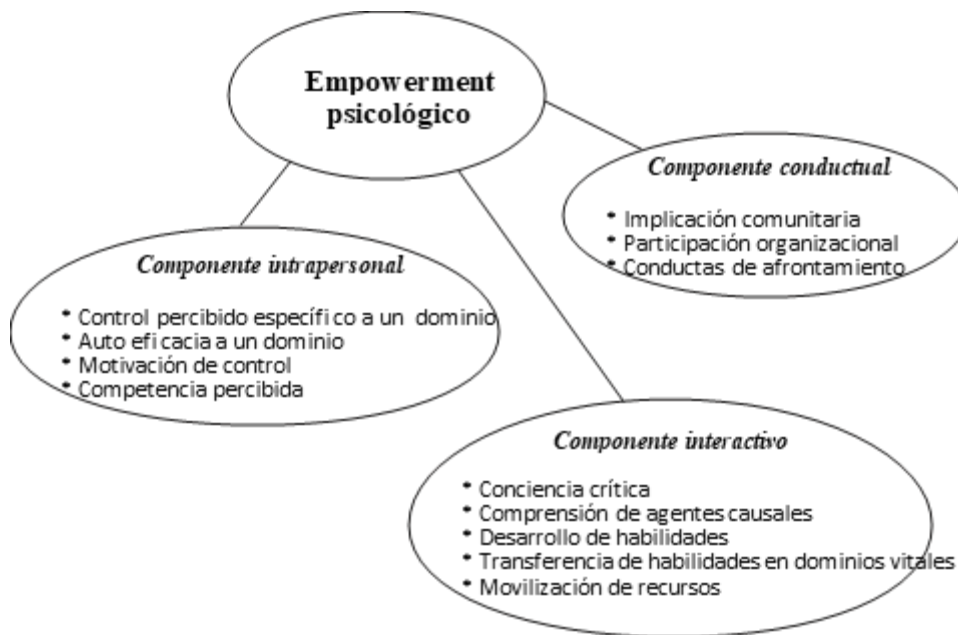 Empowerment
psicológico
Componente conductual
* Implicación comunitaria
* Participación organizacional
* Conductas de afrontamiento
Componente intrapersonal
* Control percibido específico a un dominio
* Auto eficacia a un dominio
* Motivación de control
* Competencia percibida
Componente interactivo
* Conciencia crítica
* Comprensión de agentes causales
* Desarrollo de habilidades
* Transferencia de habilidades en dominios vitales
* Movilización de recursos